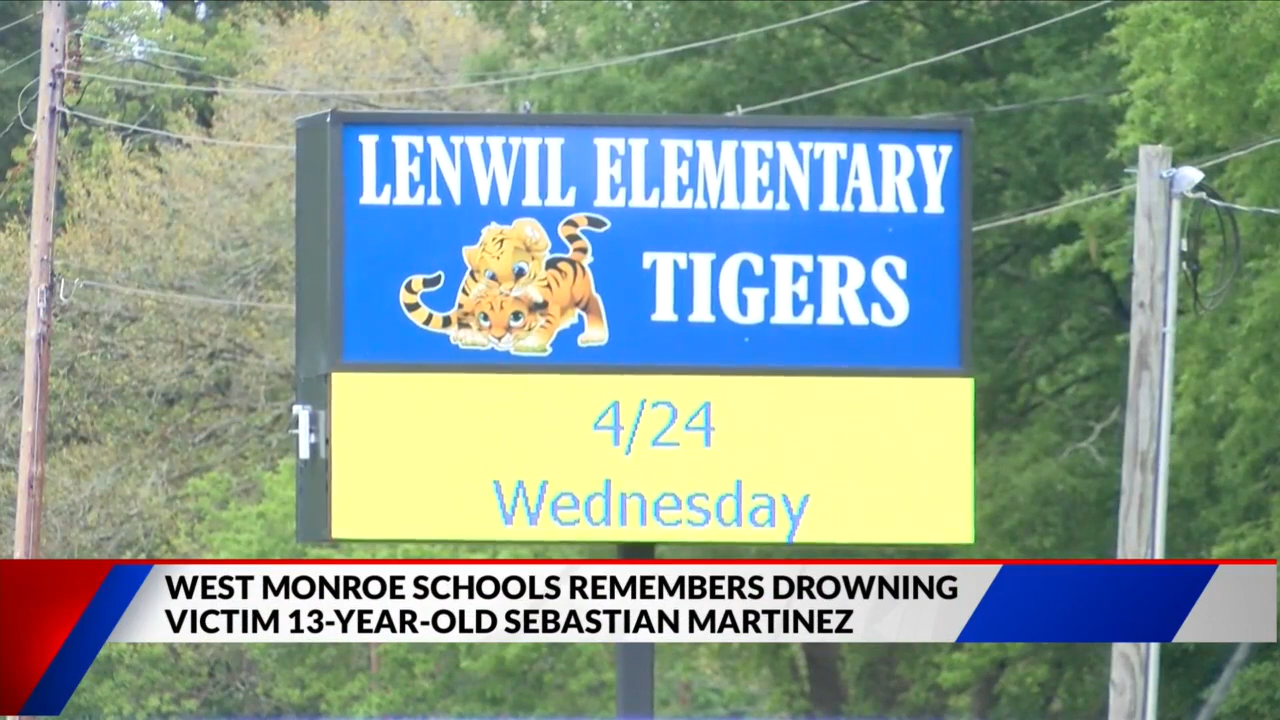 LENWIL ELEMENTARY
TIGERS
4/24
Wednesday
WEST MONROE SCHOOLS REMEMBERS DROWNING
VICTIM 13-YEAR-OLD SEBASTIAN MARTINEZ